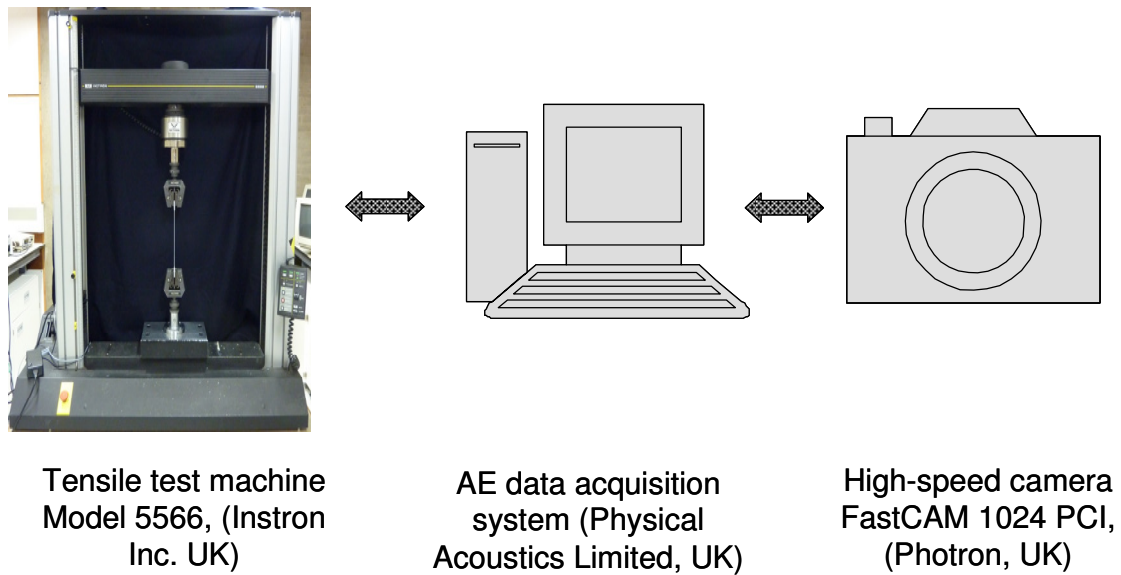 Tensile test machine
Model 5566, (Instron
Inc. UK)
AE data acquisition
system (Physical
Acoustics Limited, UK)
High-speed camera
FastCAM 1024 PCI,
(Photron, UK)